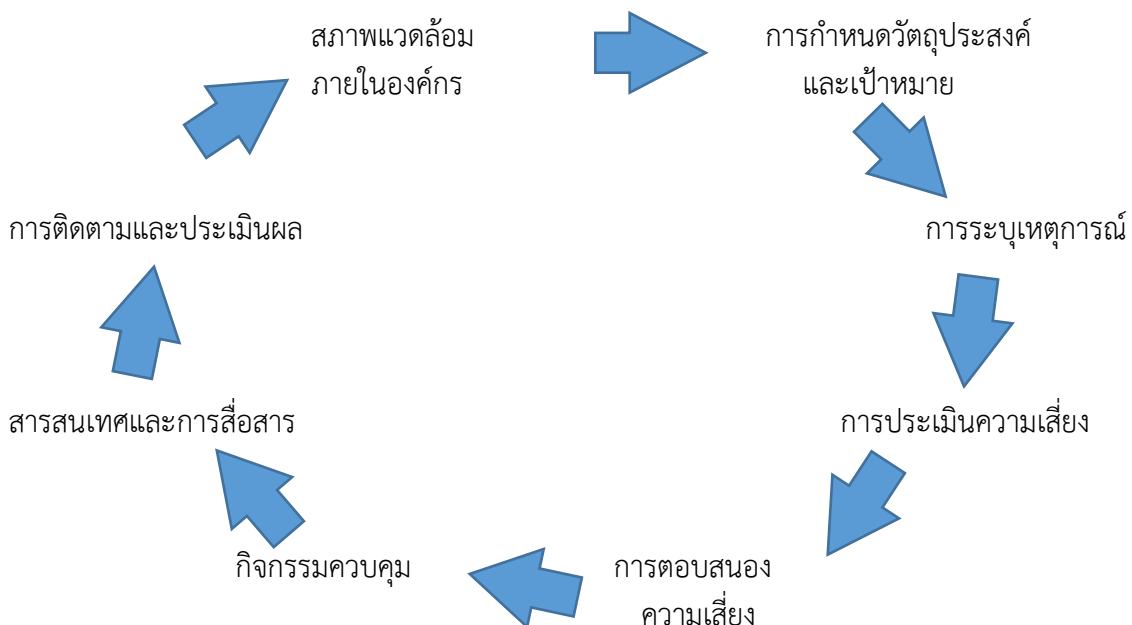 สภาพแวดล้อม
ภายในองค์กร
การกำหนดวัตถุประสงค์
และเป้าหมาย
การระบุเหตุการณ์
การประเมินความเสี่ยง
การตอบสนอง
ความเสี่ยง
กิจกรรมควบคุม
สารสนเทศและการสื่อสาร
การติดตามและประเมินผล